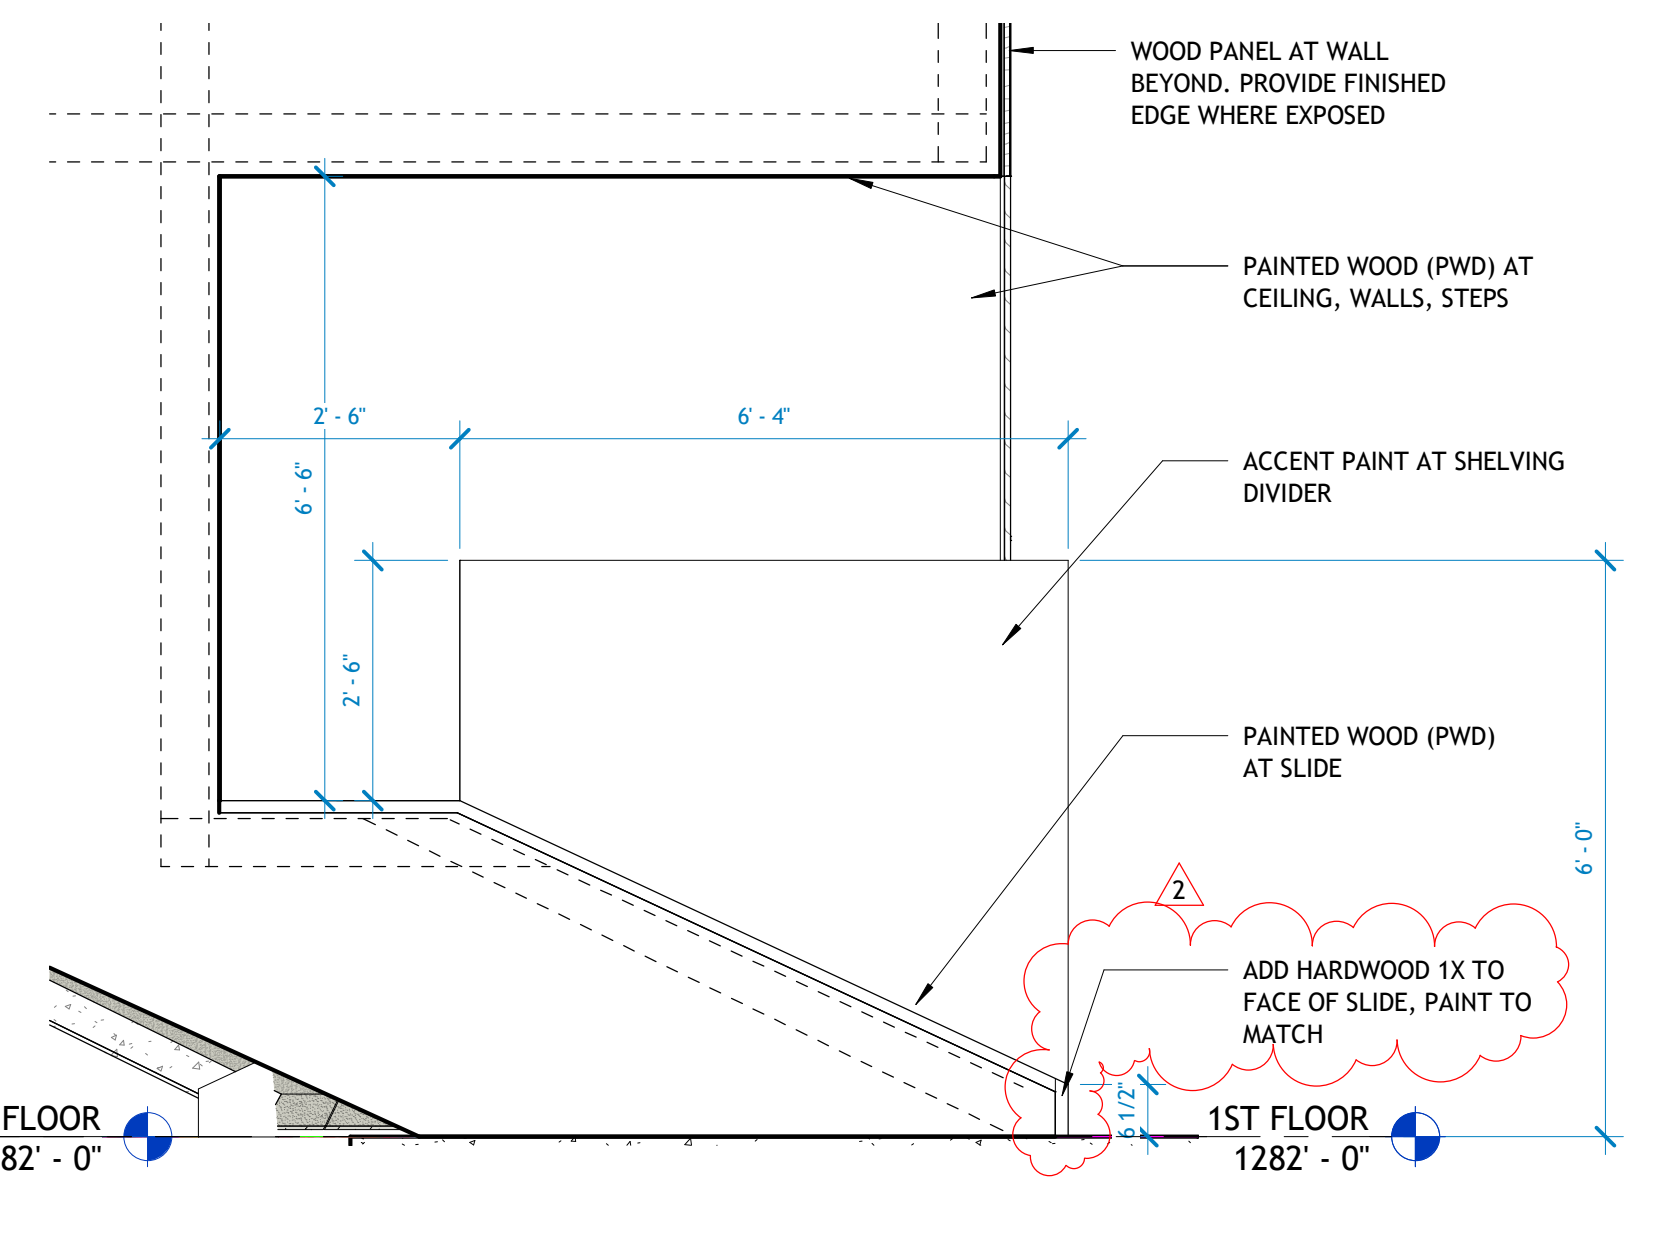 WOOD PANEL AT WALL
BEYOND. PROVIDE FINISHED
EDGE WHERE EXPOSED
PAINTED WOOD (PWD) AT
CEILING, WALLS, STEPS
2' - 6"
6' - 4"
6' - 6"
ACCENT PAINT AT SHELVING
DIVIDER
2' - 6"
PAINTED WOOD (PWD)
AT SLIDE
6' - 0"
2
ADD HARDWOOD 1X TO
FACE OF SLIDE, PAINT TO
MATCH
6 1/2"
FLOOR
82' - 0"
1ST FLOOR
1282' - 0"